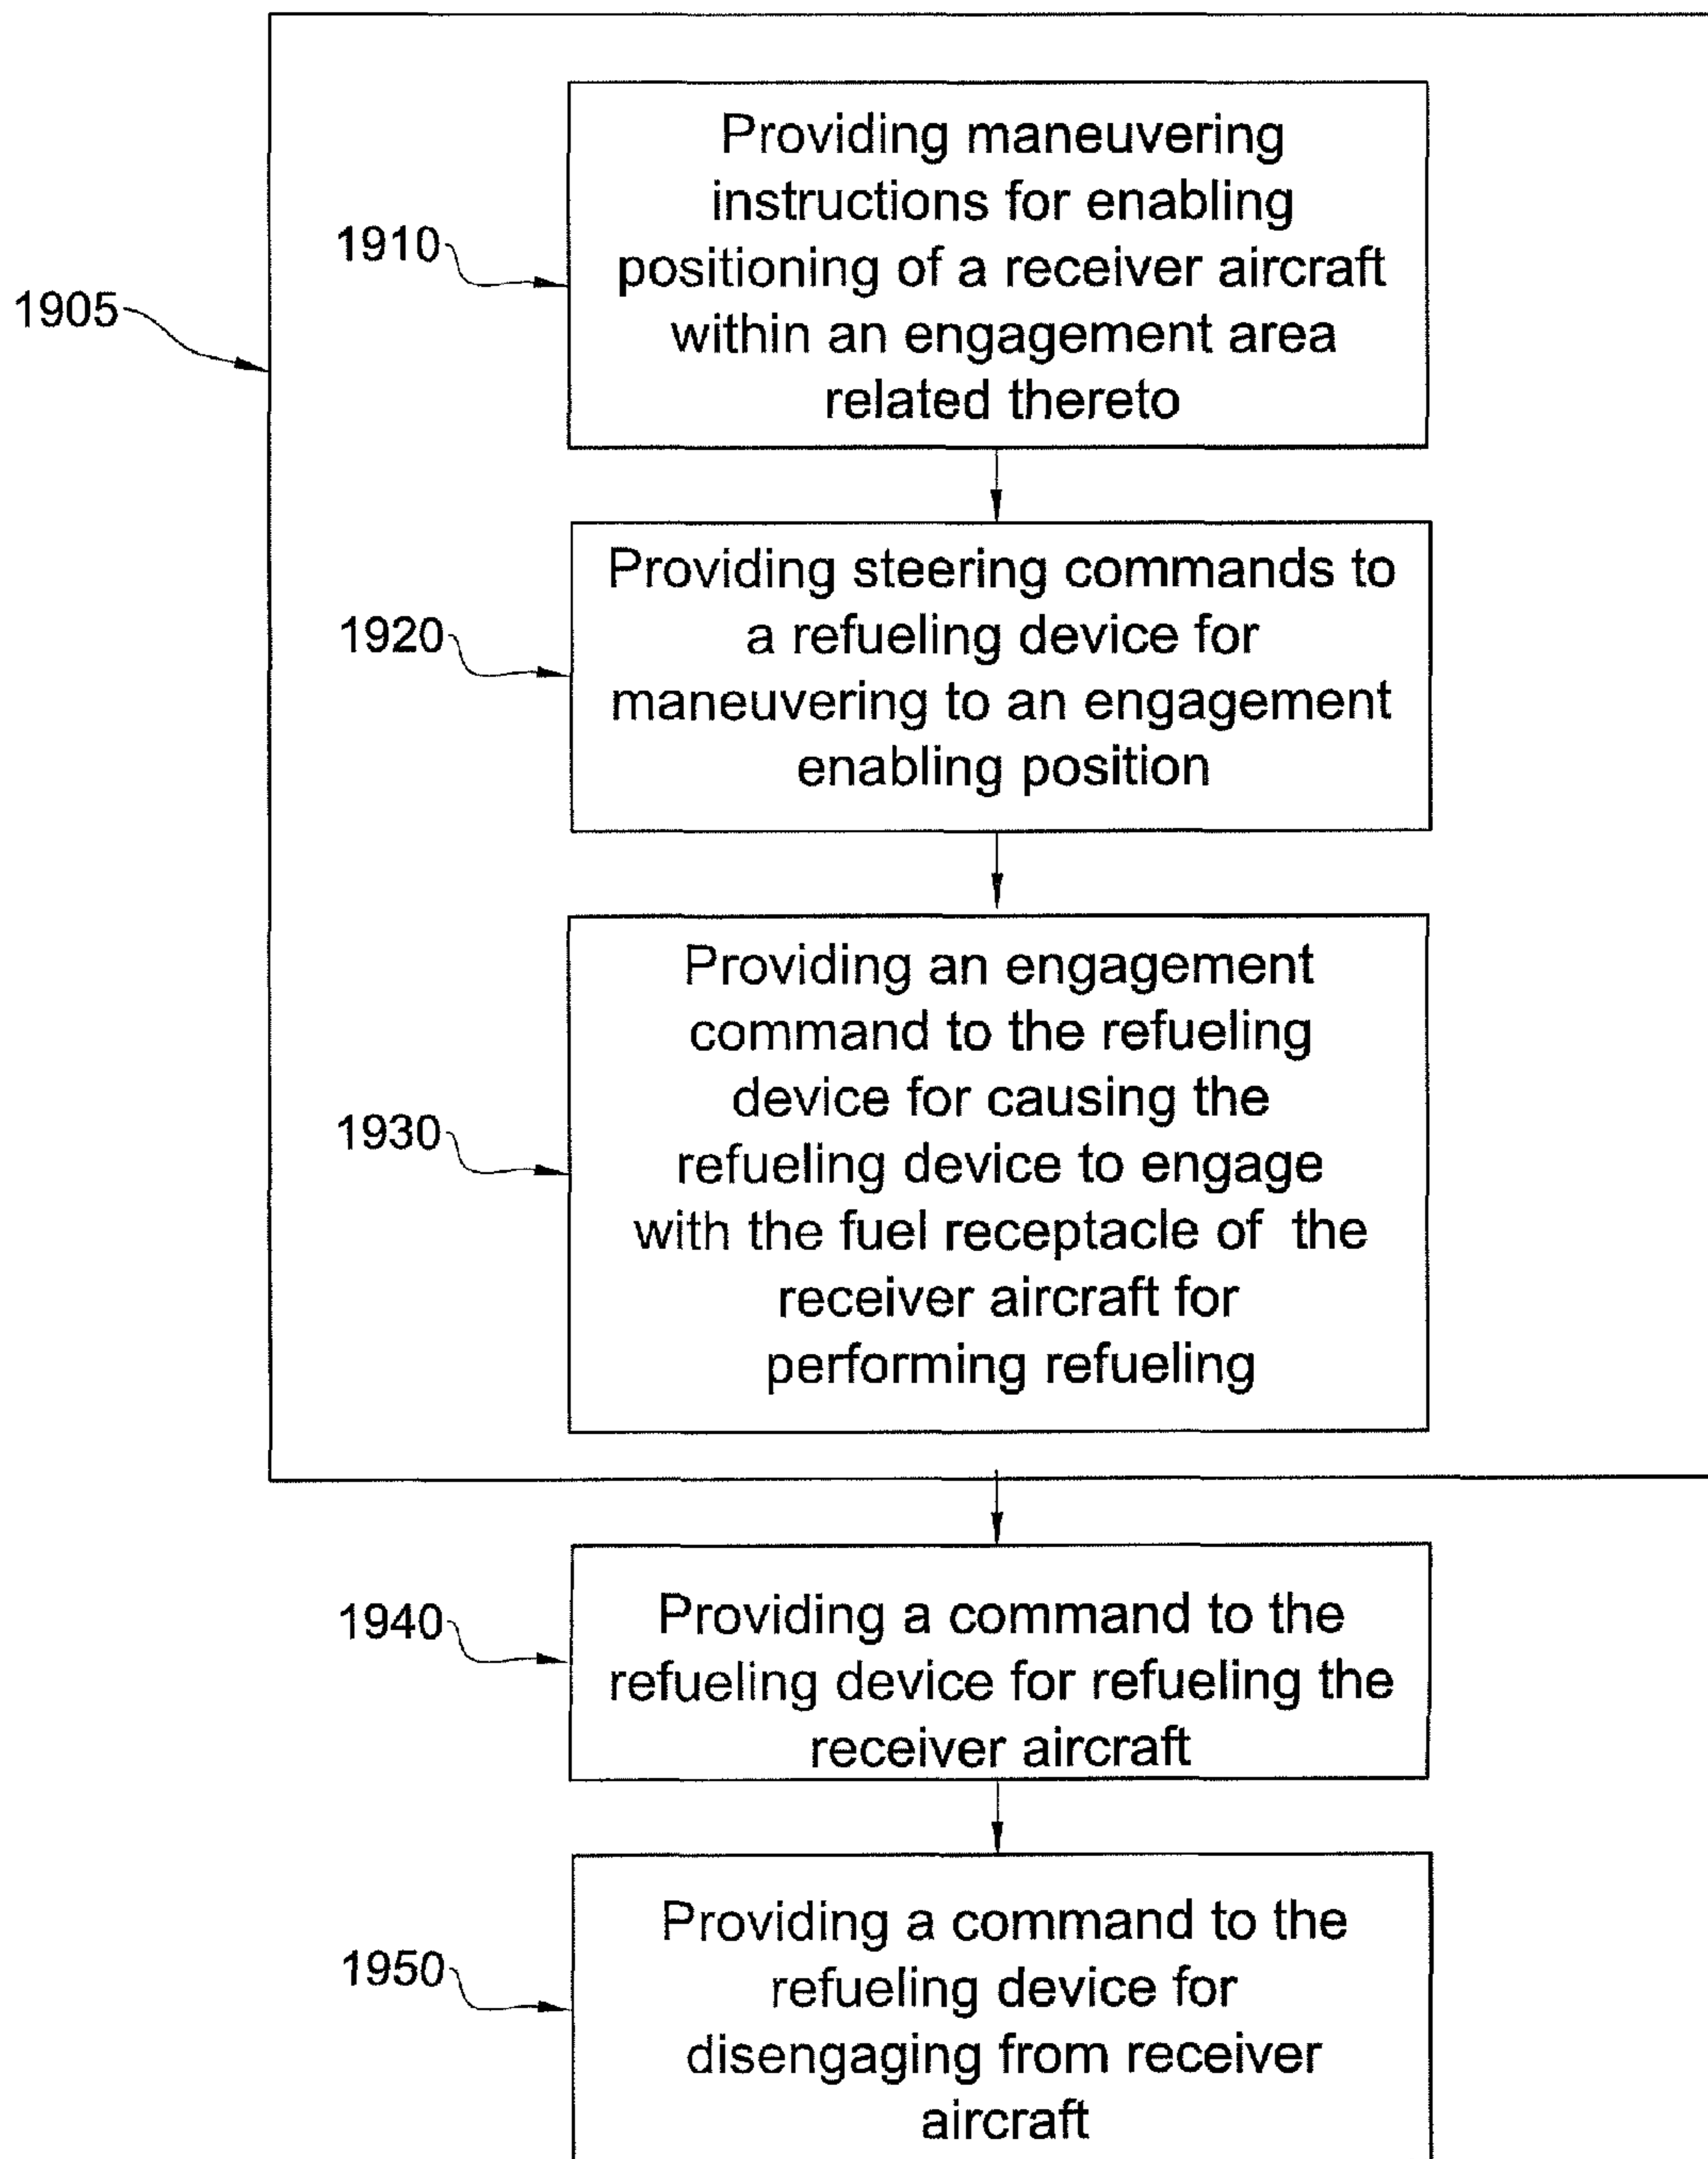 1905
1910
Providing maneuvering
instructions for enabling
positioning of a receiver aircraft
within an engagement area
related thereto
1920
Providing steering commands to
a refueling device for
maneuvering to an engagement
enabling position
1930
Providing an engagement
command to the refueling
device for causing the
refueling device to engage
with the fuel receptacle of the
receiver aircraft for
performing refueling
1940
Providing a command to the
refueling device for refueling the
receiver aircraft
1950
Providing a command to the
refueling device for
disengaging from receiver
aircraft